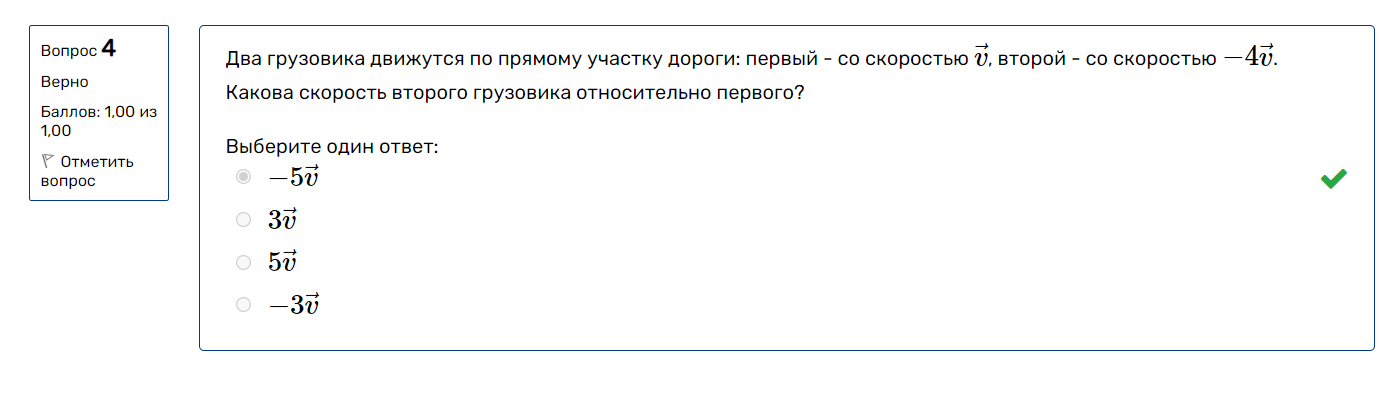 Вопрос 4
Верно
Баллов: 1,00 из
1,00
Отметить
вопрос
Два грузовика движутся по прямому участку дороги: первый - со скоростью $\vec{v}$, второй - со скоростью $-4\vec{v}$.
Какова скорость второго грузовика относительно первого?
Выберите один ответ:
$-5\vec{v}$
$3\vec{v}$
$5\vec{v}$
$-3\vec{v}$